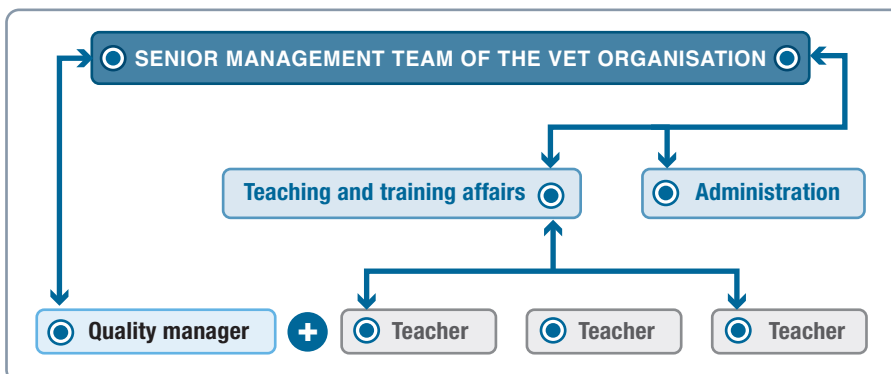 SENIOR MANAGEMENT TEAM OF THE VET ORGANISATION
Teaching and training affairs
Administration
Quality manager
+
Teacher
Teacher
Teacher